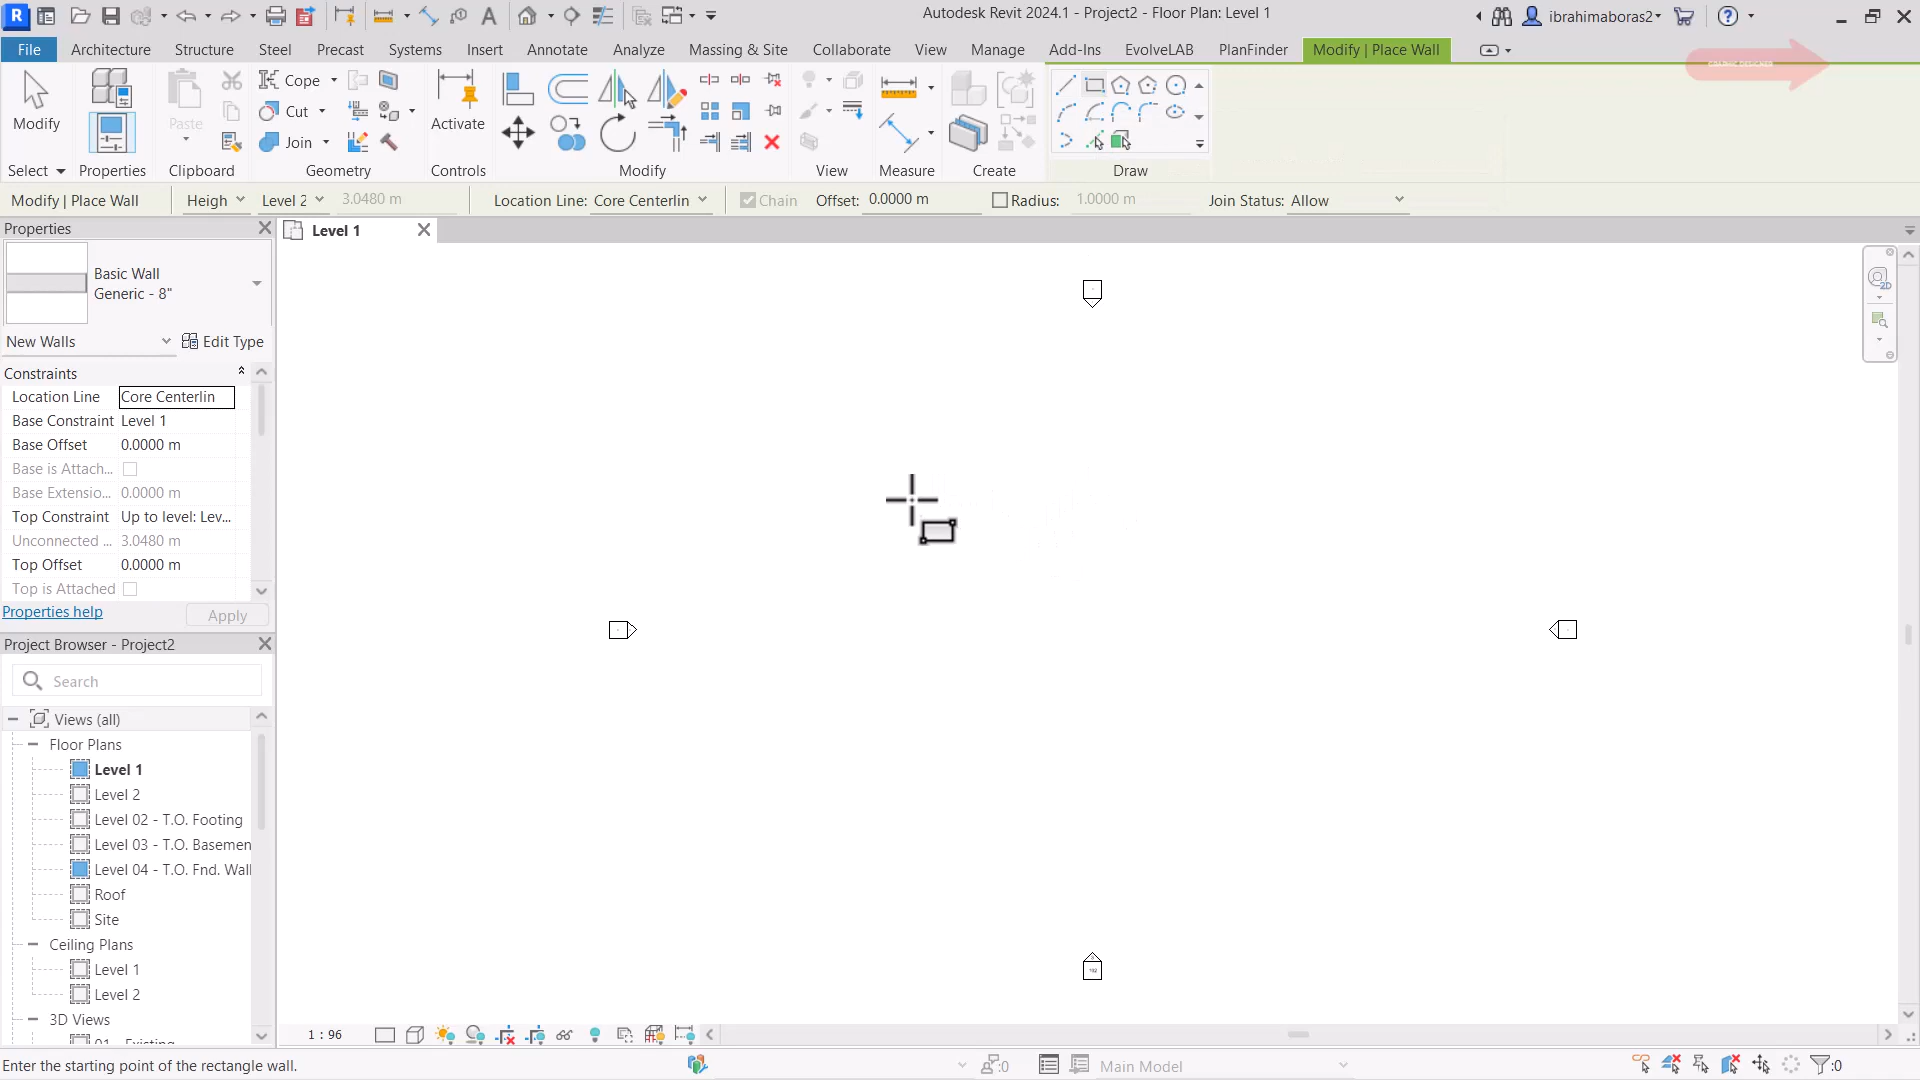 Autodesk Revit 2024.1 - Project2 - Floor Plan: Level 1
ibrahimaboras2
File Architecture Structure Steel Precast Systems Insert Annotate Analyze Massing & Site Collaborate View Manage Add-Ins EvolveLAB PlanFinder Modify | Place Wall
GRAPHIC DESIGNER
Modify
Paste
Cope
Cut
Join
Activate
Select Properties Clipboard Geometry Controls Modify View Measure Create Draw
Modify | Place Wall Heigh Level 2 3.0480 m Location Line: Core Centerlin Chain Offset: 0.0000 m Radius: 1.0000 m Join Status: Allow
Properties
Level 1
Basic Wall
Generic - 8"
New Walls
Edit Type
Constraints
Location Line Core Centerlin
Base Constraint Level 1
Base Offset 0.0000 m
Base is Attach...
Base Extensio... 0.0000 m
Top Constraint Up to level: Lev...
Unconnected ... 3.0480 m
Top Offset 0.0000 m
Top is Attached
Properties help
Apply
Project Browser - Project2
Search
Views (all)
Floor Plans
Level 1
Level 2
Level 02 - T.O. Footing
Level 03 - T.O. Basemen
Level 04 - T.O. Fnd. Wall
Roof
Site
Ceiling Plans
Level 1
Level 2
3D Views
01 - Existing
1 : 96
Enter the starting point of the rectangle wall.
:0
Main Model
:0